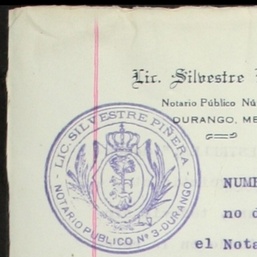 Lic. Silvestre
Notario Público Nú
DURANGO, ME
LIC. SILVESTRE PIÑERA
NOTARIO PUBLICO Nº 3-DURANGO
NUME
no d
el Nota